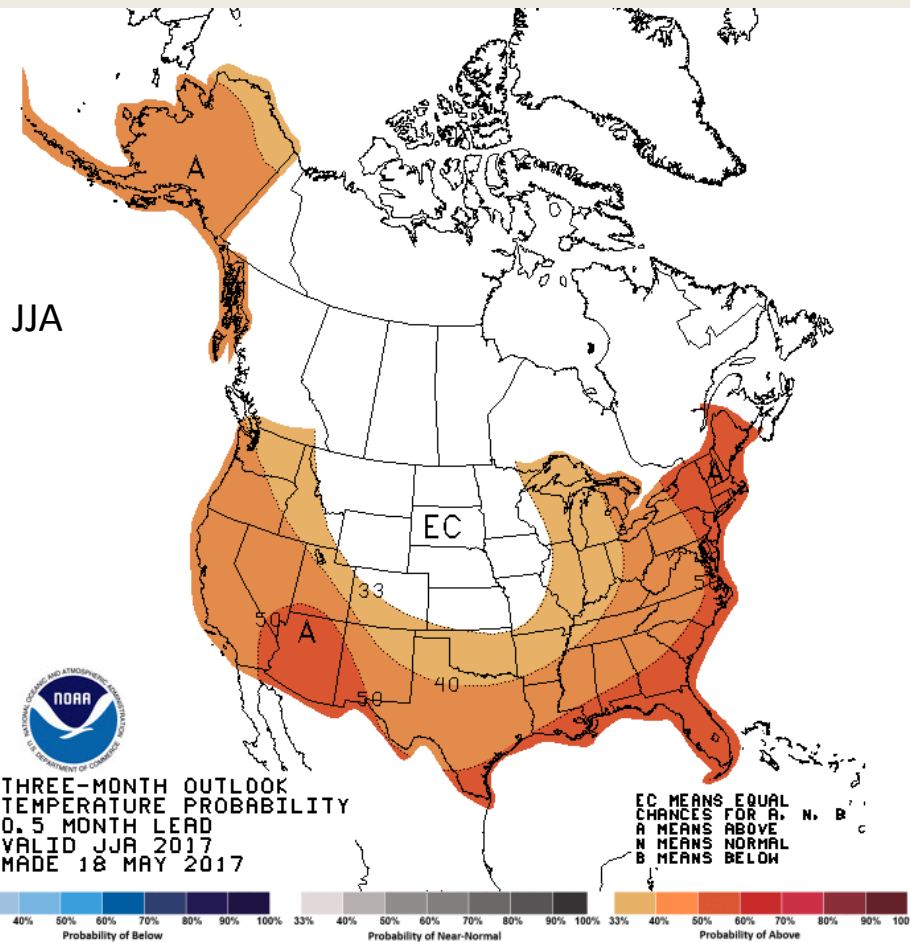 A
JJA
A
EC
33
50
A
50
40
NATIONAL OCEANIC AND ATMOSPHERIC ADMINISTRATION
NOAA
U.S. DEPARTMENT OF COMMERCE
THREE-MONTH OUTLOOK
TEMPERATURE PROBABILITY
0.5 MONTH LEAD
VALID JJA 2017
MADE 18 MAY 2017
EC MEANS EQUAL
CHANCES FOR A, N, B
A MEANS ABOVE
N MEANS NORMAL
B MEANS BELOW
40% 50% 60% 70% 80% 90% 100%
Probability of Below
33% 40% 50% 60% 70% 80% 90% 100%
Probability of Near-Normal
33% 40% 50% 60% 70% 80% 90% 100%
Probability of Above